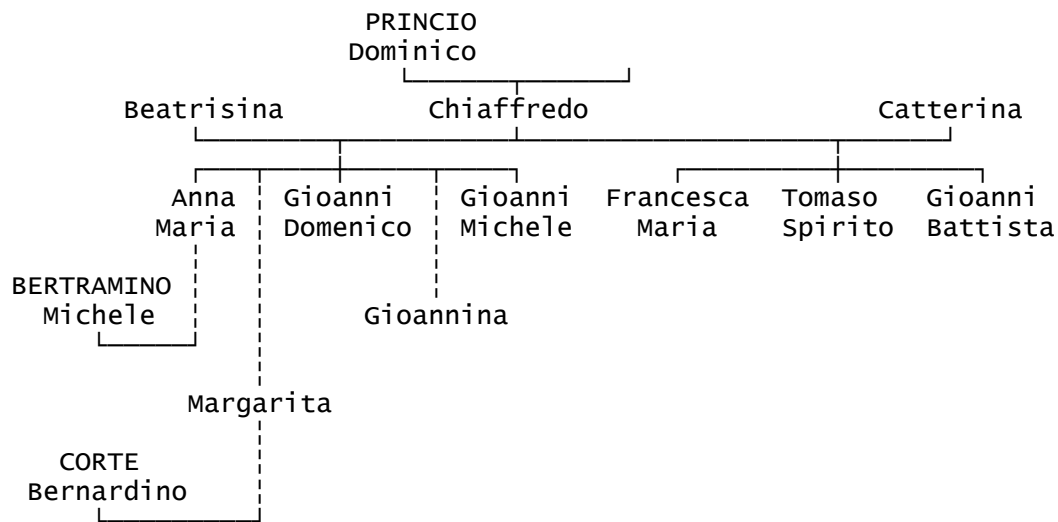 PRINCIO
Dominico
Beatrisina Chiaffredo Catterina
Anna Gioanni Gioanni Francesca Tomaso Gioanni
Maria Domenico Michele Maria Spirito Battista
BERTRAMINO
Michele Gioannina
Margarita
CORTE
Bernardino